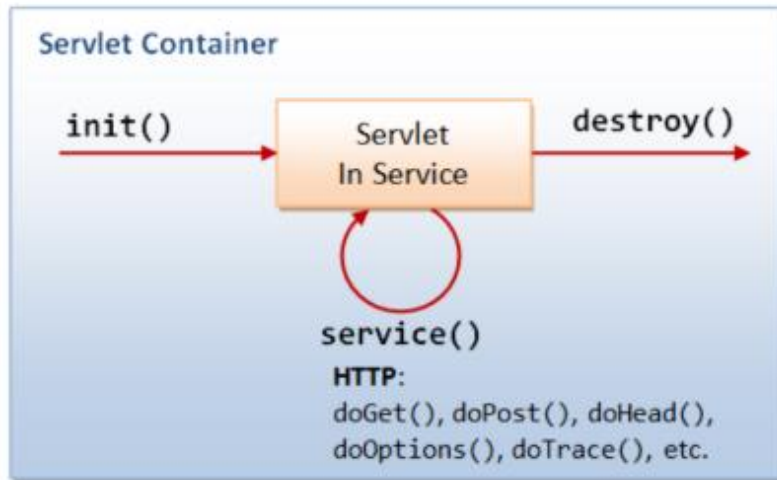 Servlet Container
init()
Servlet
In Service
destroy()
service()
HTTP:
doGet(), doPost(), doHead(),
doOptions(), doTrace(), etc.